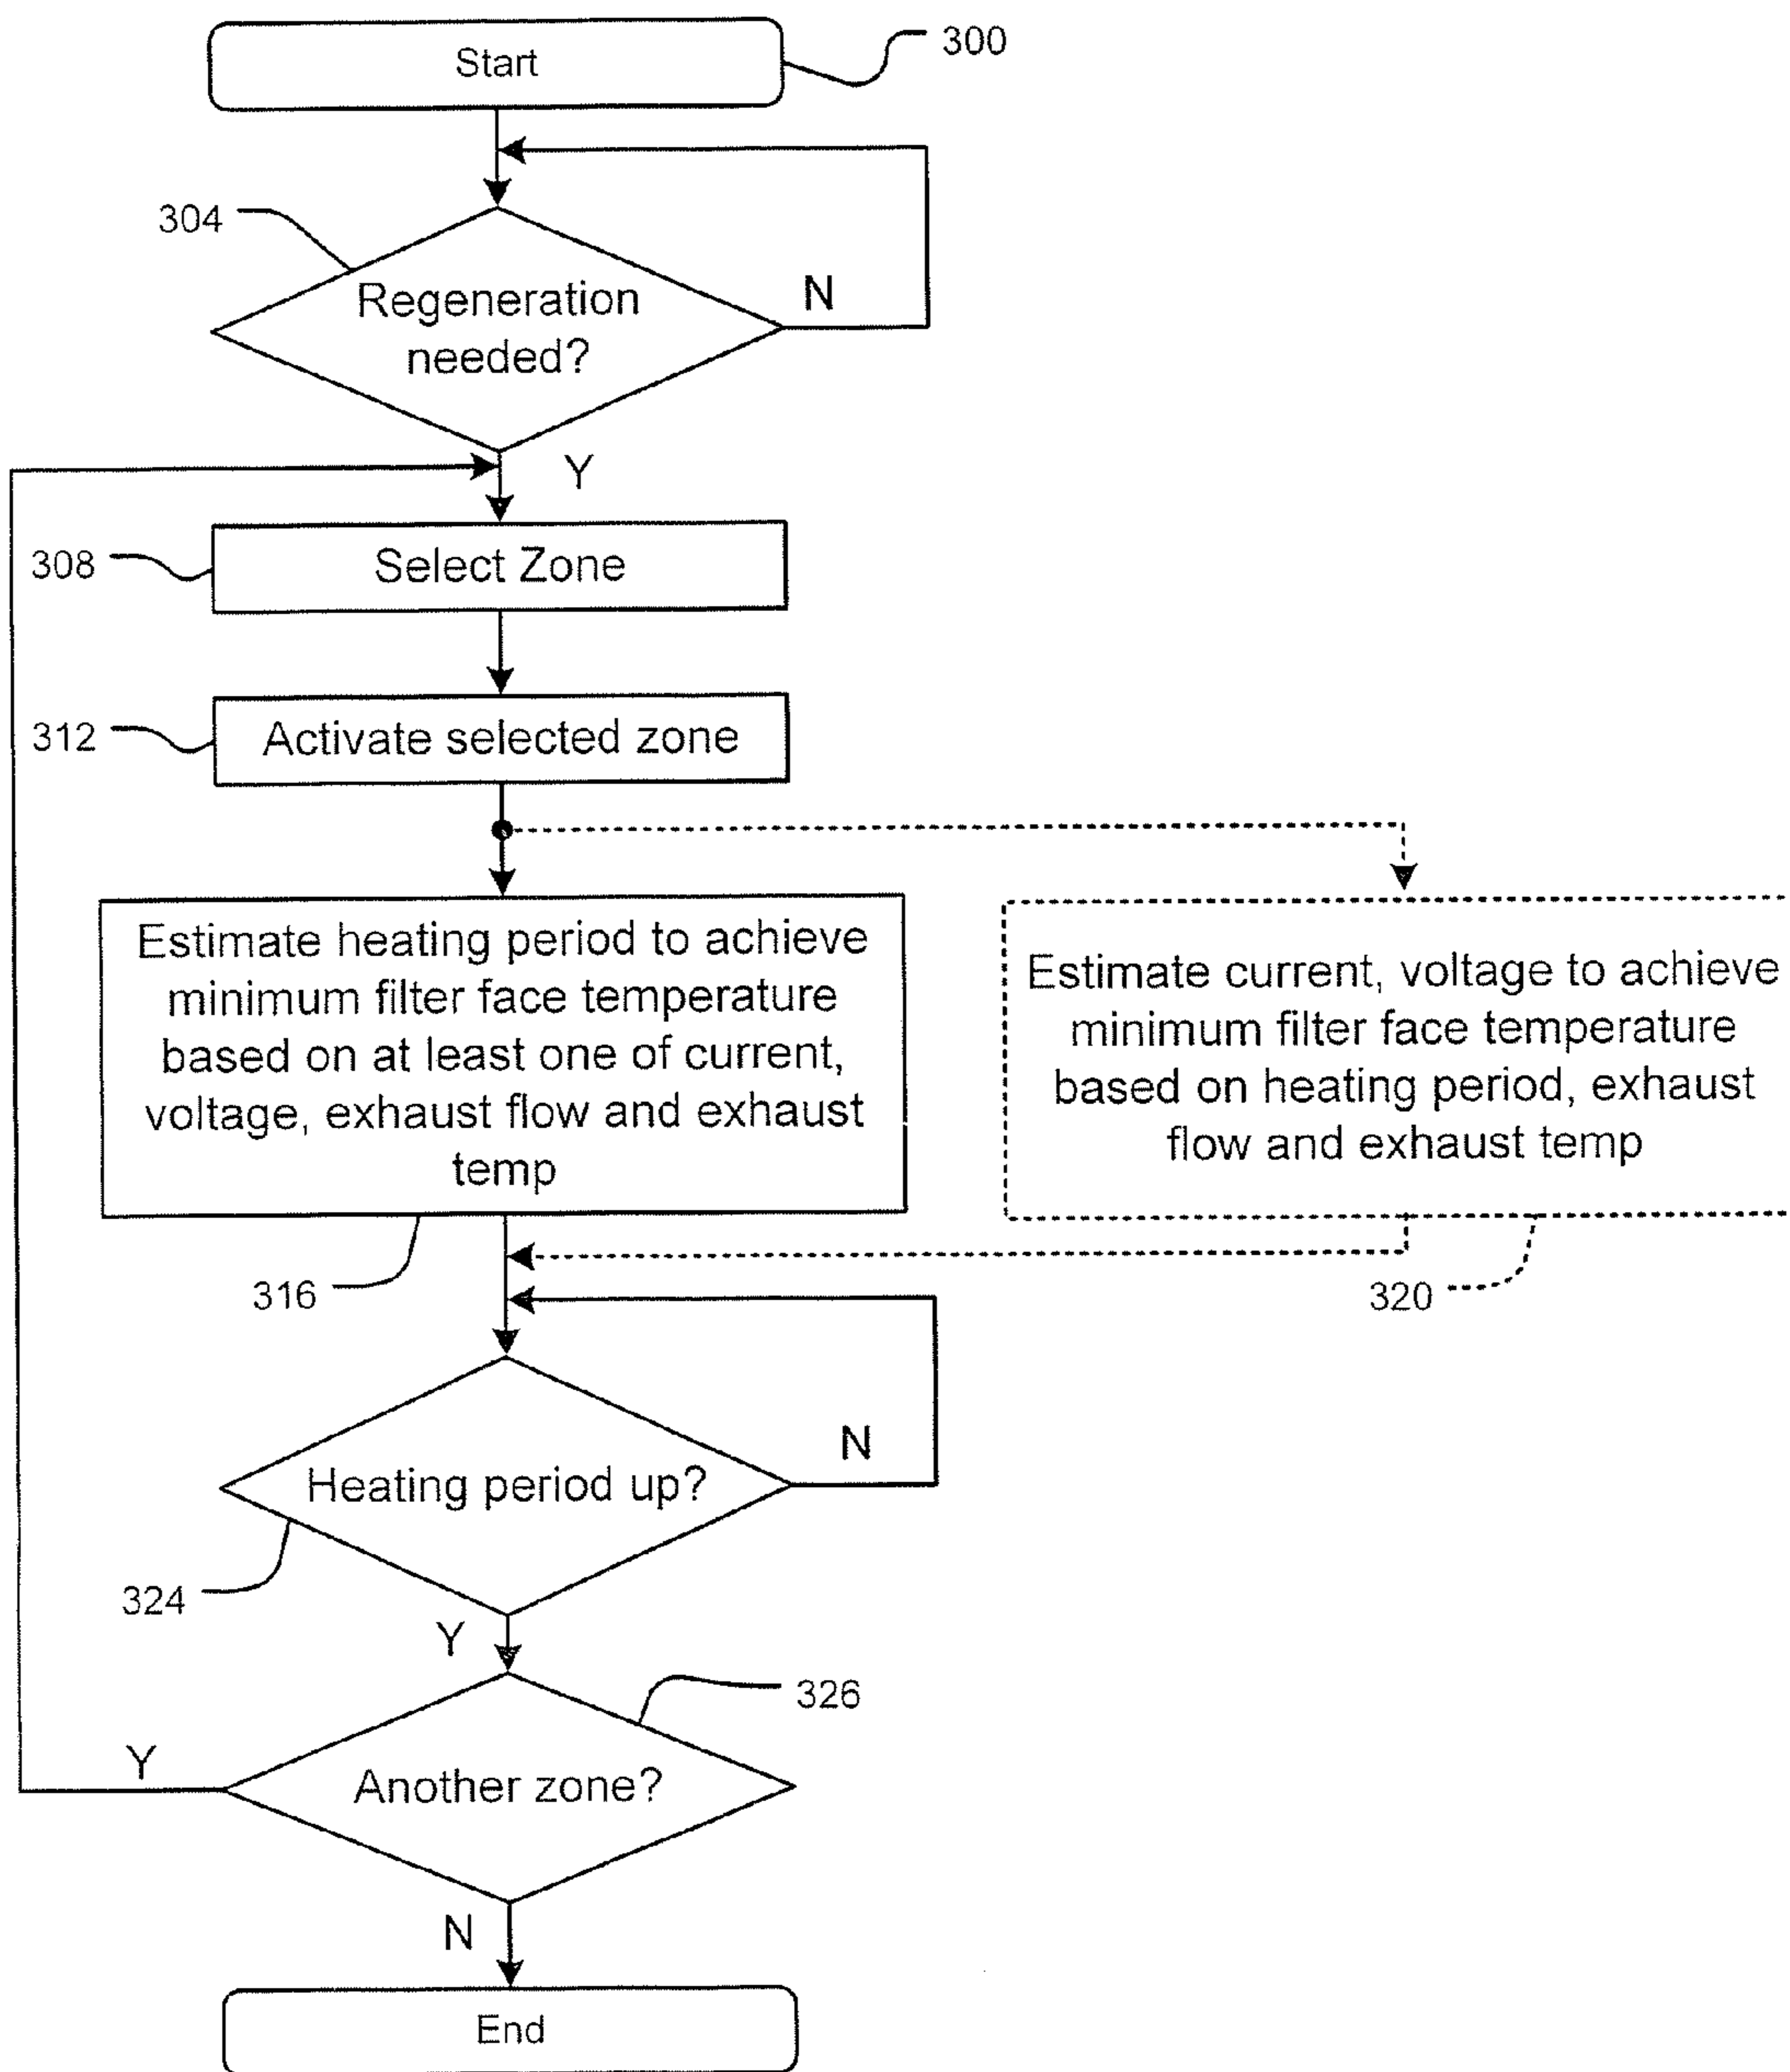 Start
300
304
Regeneration
needed?
N
Y
308
Select Zone
312
Activate selected zone
Estimate heating period to achieve
minimum filter face temperature
based on at least one of current,
voltage, exhaust flow and exhaust
temp
Estimate current, voltage to achieve
minimum filter face temperature
based on heating period, exhaust
flow and exhaust temp
316
320
N
Heating period up?
324
Y
326
Y
Another zone?
N
End